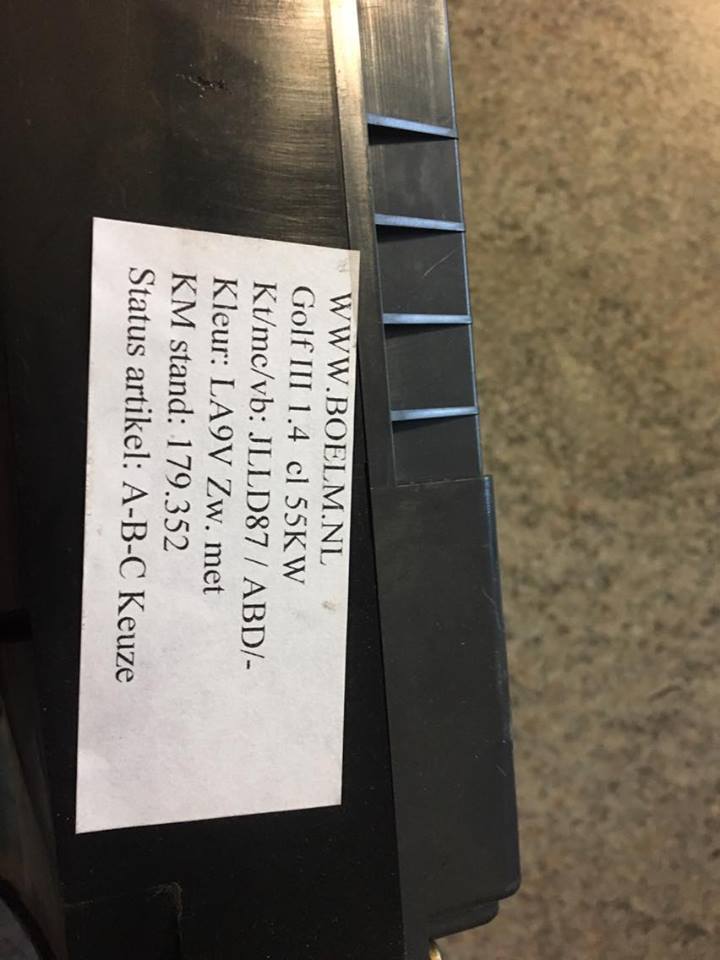 WWW.BOELM.NL
Golf III 1.4 cl 55KW
Kt/mc/vb: JLLD87 / ABD/-
Kleur: LA9V Zw. met
KM stand: 179.352
Status artikel: A-B-C Keuze